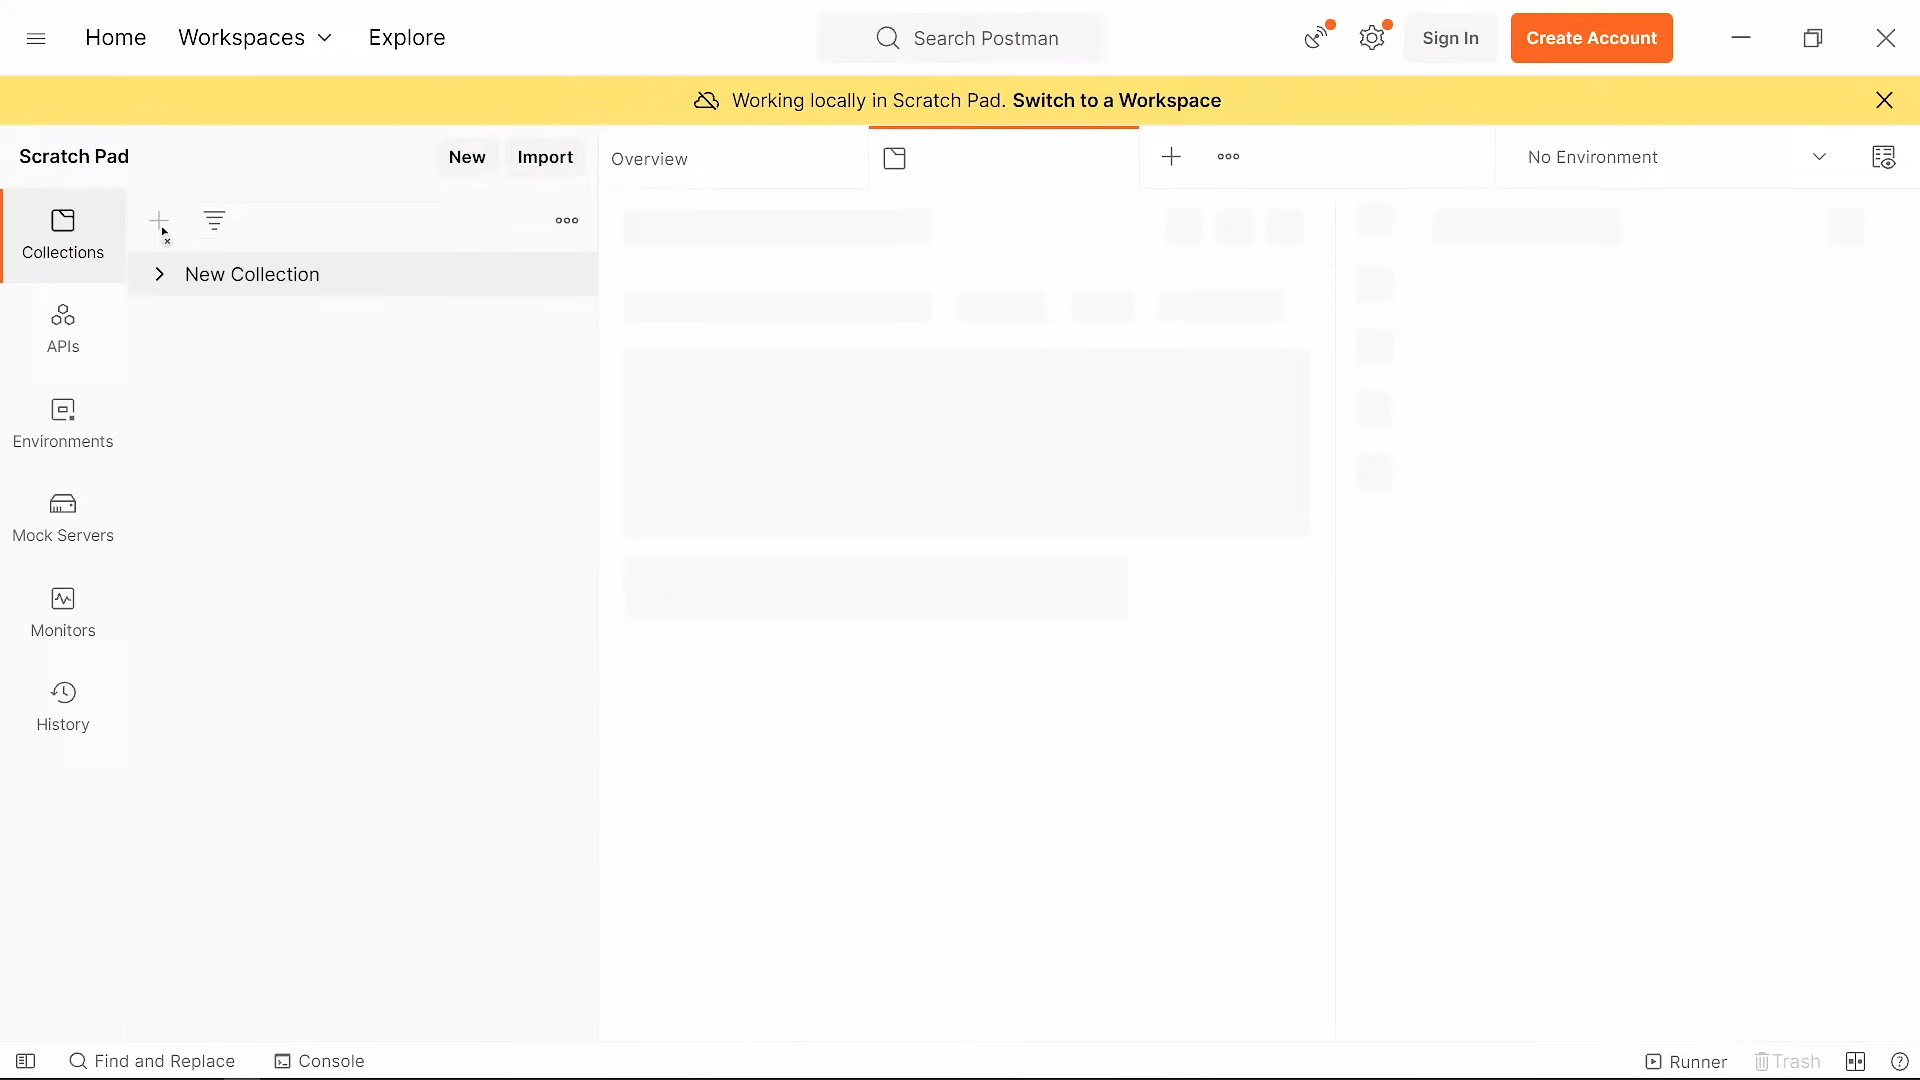 Home Workspaces Explore Search Postman Sign In Create Account
Working locally in Scratch Pad. Switch to a Workspace
Scratch Pad New Import Overview No Environment
Collections
New Collection
APIs
Environments
Mock Servers
Monitors
History
Find and Replace Console Runner Trash